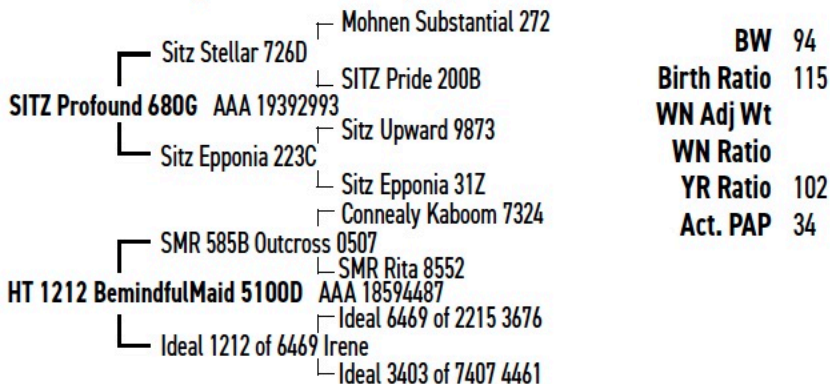 Mohnen Substantial 272
Sitz Stellar 726D
SITZ Pride 200B
SITZ Profound 680G AAA 19392993
Sitz Upward 9873
Sitz Epponia 223C
Sitz Epponia 31Z
Connealy Kaboom 7324
SMR 585B Outcross 0507
SMR Rita 8552
HT 1212 BemindfulMaid 5100D AAA 18594487
Ideal 6469 of 2215 3676
Ideal 1212 of 6469 Irene
Ideal 3403 of 7407 4461
BW 94
Birth Ratio 115
WN Adj Wt
WN Ratio
YR Ratio 102
Act. PAP 34